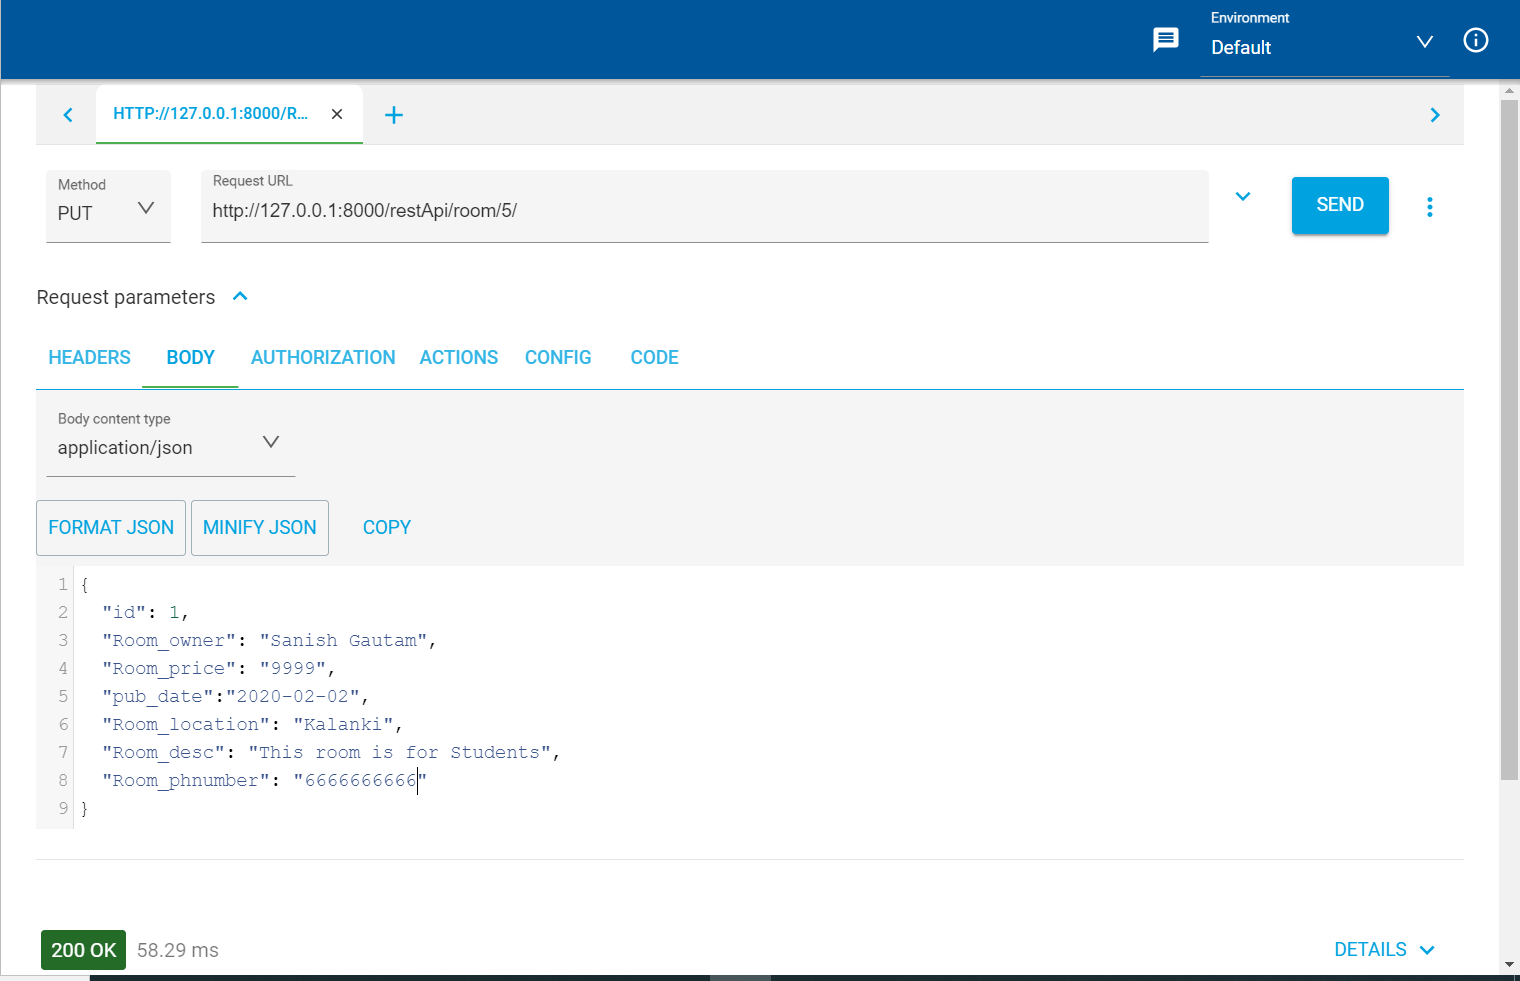 Environment
Default
HTTP://127.0.0.1:8000/R...
Method
PUT
Request URL
http://127.0.0.1:8000/restApi/room/5/
SEND
Request parameters
HEADERS BODY AUTHORIZATION ACTIONS CONFIG CODE
Body content type
application/json
FORMAT JSON MINIFY JSON COPY
1 {
2 "id": 1,
3 "Room_owner": "Sanish Gautam",
4 "Room_price": "9999",
5 "pub_date":"2020-02-02",
6 "Room_location": "Kalanki",
7 "Room_desc": "This room is for Students",
8 "Room_phnumber": "6666666666"
9 }
200 OK 58.29 ms DETAILS